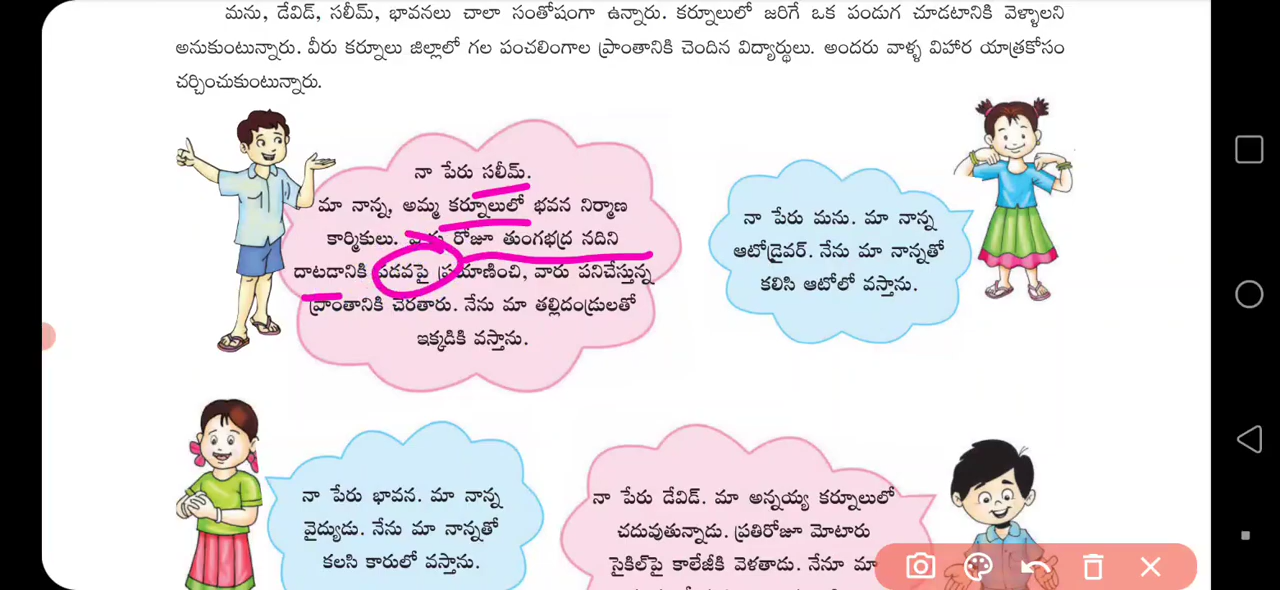 మను, డేవిడ్, సలీమ్, భావనలు చాలా సంతోషంగా ఉన్నారు. కర్నూలులో జరిగే ఒక పండుగ చూడటానికి వెళ్ళాలని
అనుకుంటున్నారు. వీరు కర్నూలు జిల్లాలో గల పంచలింగాల ప్రాంతానికి చెందిన విద్యార్థులు. అందరు వాళ్ళ విహార యాత్రకోసం
చర్చించుకుంటున్నారు.
నా పేరు సలీమ్.
మా నాన్న, అమ్మ కర్నూలులో భవన నిర్మాణ
కార్మికులు. రోజూ తుంగభద్ర నదిని
దాటడానికి పడవపై ప్రయాణించి, వారు పనిచేస్తున్న
ప్రాంతానికి చేరతారు. నేను మా తల్లిదండ్రులతో
ఇక్కడికి వస్తాను.
నా పేరు మను. మా నాన్న
ఆటోడ్రైవర్. నేను మా నాన్నతో
కలిసి ఆటోలో వస్తాను.
నా పేరు భావన. మా నాన్న
వైద్యుడు. నేను మా నాన్నతో
కలసి కారులో వస్తాను.
నా పేరు డేవిడ్. మా అన్నయ్య కర్నూలులో
చదువుతున్నాడు. ప్రతిరోజూ మోటారు
సైకిల్‌పై కాలేజీకి వెళతాడు. నేనూ మా